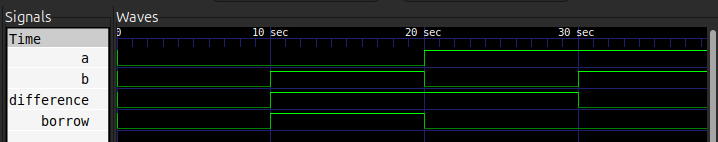 Signals
Waves
Time
0 10 sec 20 sec 30 sec
a
b
difference
borrow